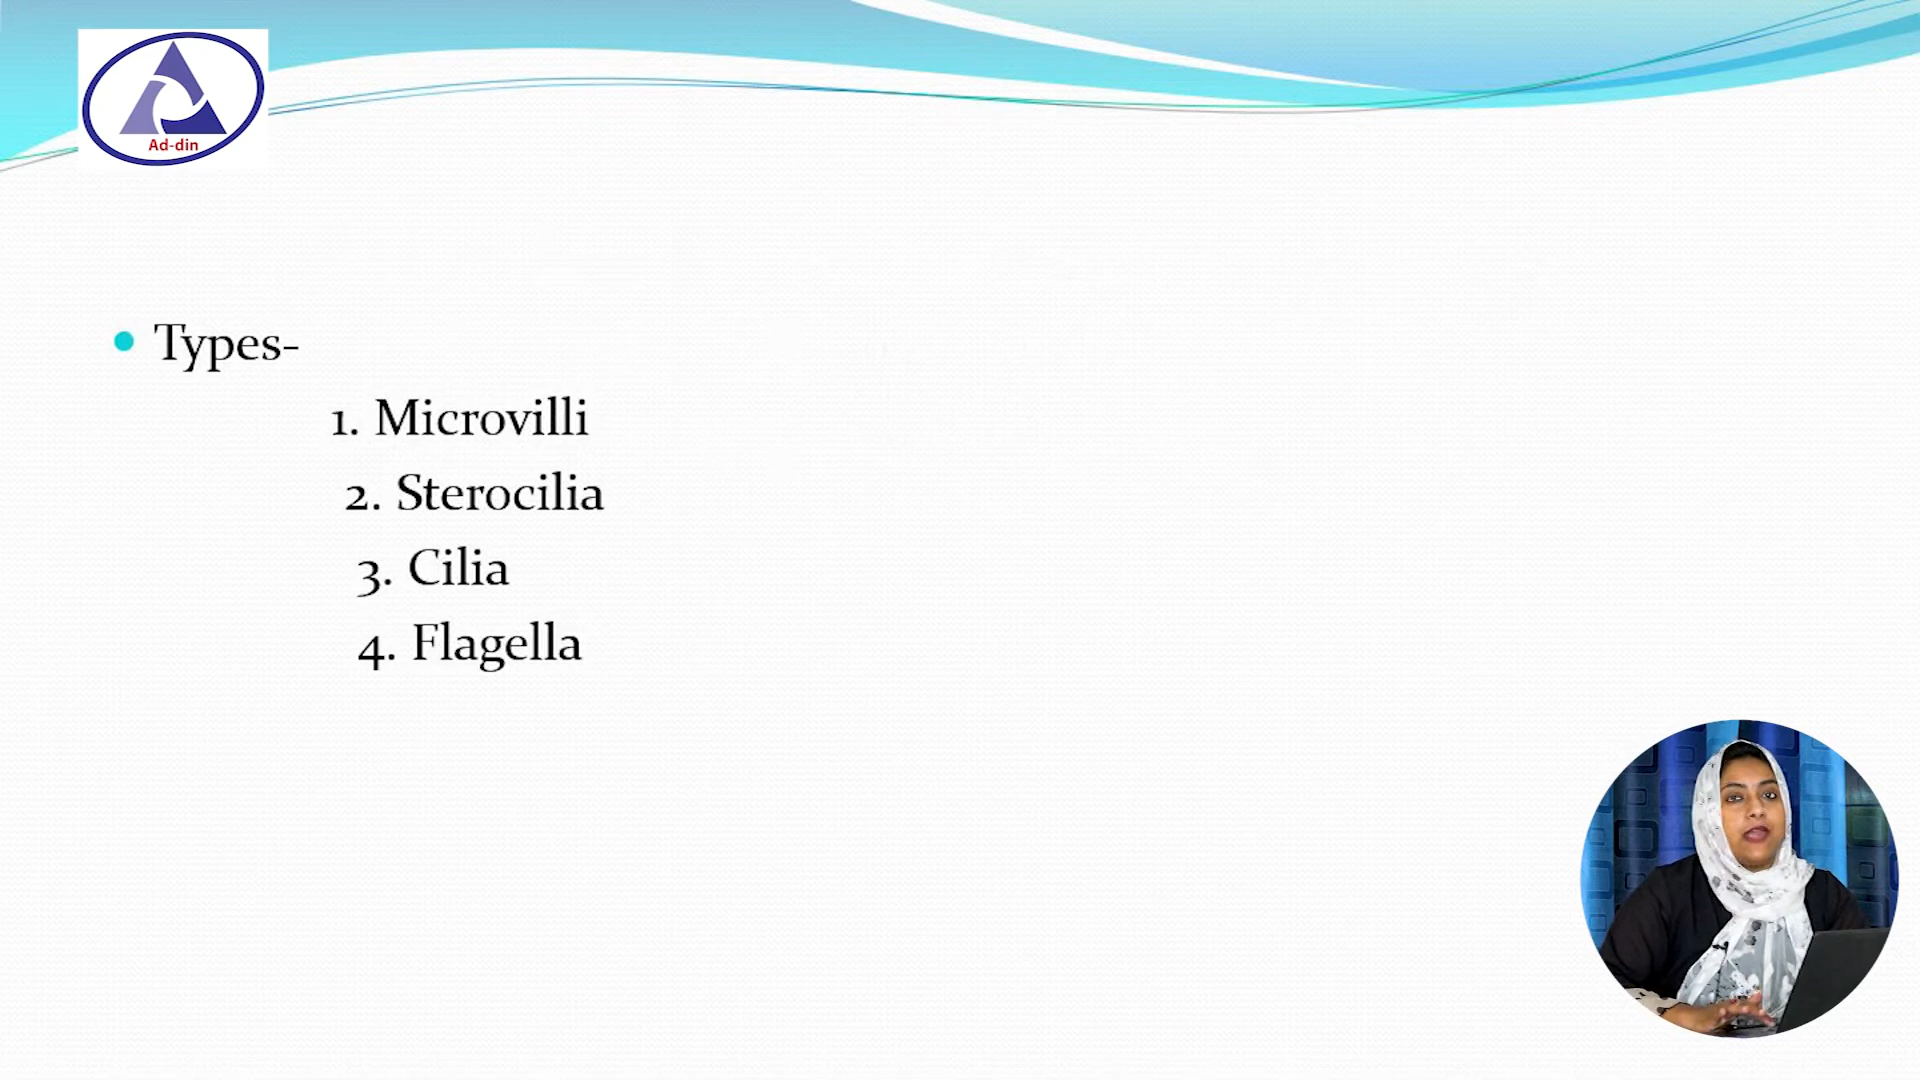 Ad-din
Types-
1. Microvilli
2. Sterocilia
3. Cilia
4. Flagella